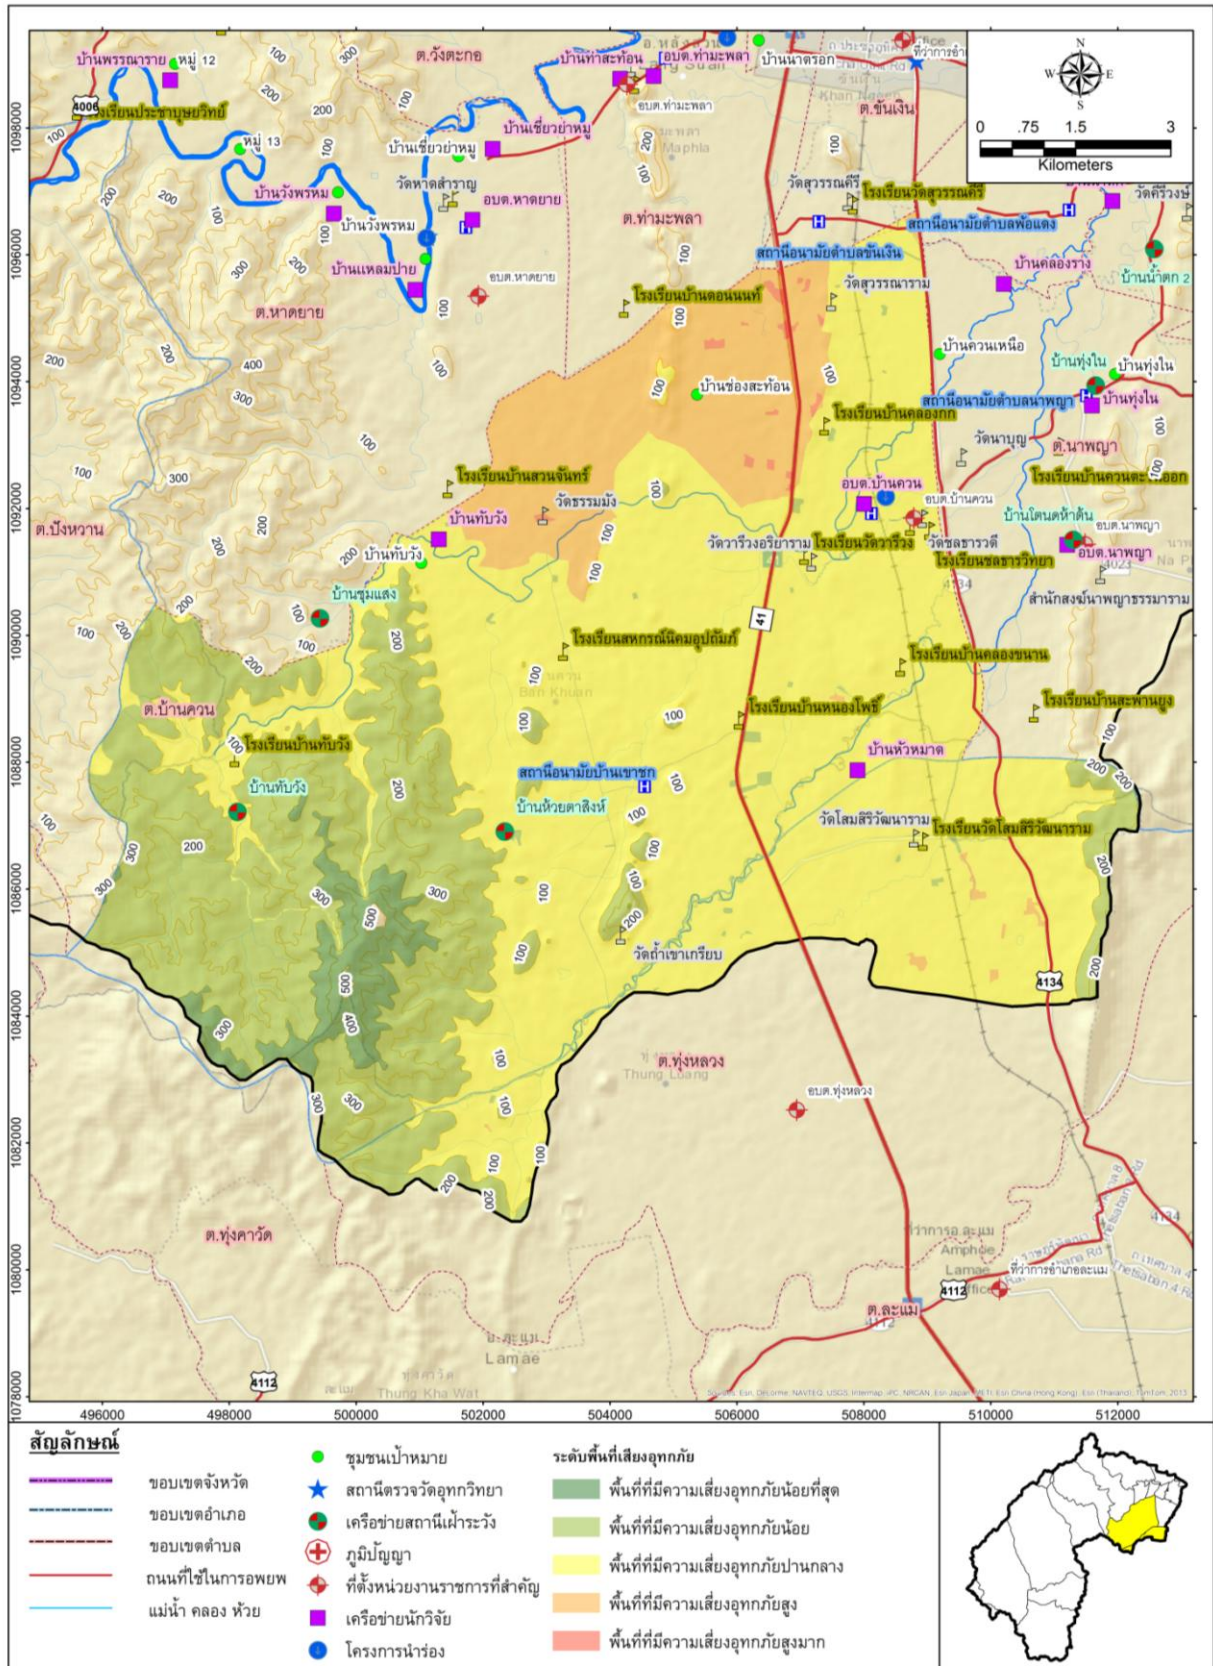 อ.หลังสวน
ต.วังตะกอ
บ้านพรรณาราย
หมู่ 12
บ้านท่าสะท้อน
อบต.ท่ามะพลา
บ้านนาตรอก
ที่ว่าการอำ
Khan Ngoen
ต.ขันเงิน
4006
โรงเรียนประชาบุษยวิทย์
อบต.ท่ามะพลา
หมู่ 13
บ้านเชี่ยวย่าหมู
บ้านเชี่ยวย่าหมู
Maphla
N
W E
S
0 .75 1.5 3
Kilometers
บ้านวังพรหม
วัดหาดสำราญ
อบต.หาดยาย
วัดสุวรรณคีรี
โรงเรียนวัดสุวรรณคีรี
วัดคีรีวงษ์
บ้านวังพรหม
ต.ท่ามะพลา
สถานีอนามัยตำบลพ้อแดง
สถานีอนามัยตำบลขันเงิน
บ้านแหลมปาย
อบต.หาดยาย
บ้านคลองราง
บ้านน้ำตก 2
วัดสุวรรณาราม
โรงเรียนบ้านดอนนนท์
ต.หาดยาย
บ้านควนเหนือ
บ้านทุ่งใน
บ้านทุ่งใน
บ้านช่องสะท้อน
สถานีอนามัยตำบลนาพญา
บ้านทุ่งใน
โรงเรียนบ้านคลองกก
วัดนาบุญ
ต.นาพญา
โรงเรียนบ้านสวนจันทร์
อบต.บ้านควน
อบต.บ้านควน
วัดธรรมมัง
ต.ปังหวาน
บ้านทับวัง
บ้านโตนดห้าต้น
อบต.นาพญา
วัดวารีวงอริยาราม
โรงเรียนวัดวารีวง
วัดชลธารวดี
อบต.นาพญา
บ้านทับวัง
โรงเรียนชลธารวิทยา
4023
Na P
บ้านชุมแสง
4134
สำนักสงฆ์นาพญาธรรมาราม
41
โรงเรียนสหกรณ์นิคมอุปถัมภ์
โรงเรียนบ้านคลองขนาน
Ban Khuan
ต.บ้านควน
โรงเรียนบ้านหนองโพธิ์
โรงเรียนบ้านสะพานยูง
โรงเรียนบ้านทับวัง
บ้านหัวหมาด
สถานีอนามัยบ้านเขาชก
บ้านทับวัง
บ้านห้วยตาสิงห์
วัดโสมสิริวัฒนาราม
โรงเรียนวัดโสมสิริวัฒนาราม
วัดถ้ำเขาเกรียบ
4134
ต.ทุ่งหลวง
Thung Luang
อบต.ทุ่งหลวง
ต.ทุ่งคาวัด
4134
ที่ว่าการอ.ละแม
Amphoe
Lamae
ที่ว่าการอำเภอละแม
4112
ต.ละแม
4112
อ.ละแม
Lamae
ทุ่งคาวัด
Thung Kha Wat
4112
1098000
1096000
1094000
1092000
1090000
1088000
1086000
1084000
1082000
1080000
1078000
496000 498000 500000 502000 504000 506000 508000 510000 512000
สัญลักษณ์
ขอบเขตจังหวัด
ขอบเขตอำเภอ
ขอบเขตตำบล
ถนนที่ใช้ในการอพยพ
แม่น้ำ คลอง ห้วย
ชุมชนเป้าหมาย
สถานีตรวจวัดอุทกวิทยา
เครือข่ายสถานีเฝ้าระวัง
ภูมิปัญญา
ที่ตั้งหน่วยงานราชการที่สำคัญ
เครือข่ายนักวิจัย
โครงการนำร่อง
ระดับพื้นที่เสี่ยงอุทกภัย
พื้นที่ที่มีความเสี่ยงอุทกภัยน้อยที่สุด
พื้นที่ที่มีความเสี่ยงอุทกภัยน้อย
พื้นที่ที่มีความเสี่ยงอุทกภัยปานกลาง
พื้นที่ที่มีความเสี่ยงอุทกภัยสูง
พื้นที่ที่มีความเสี่ยงอุทกภัยสูงมาก